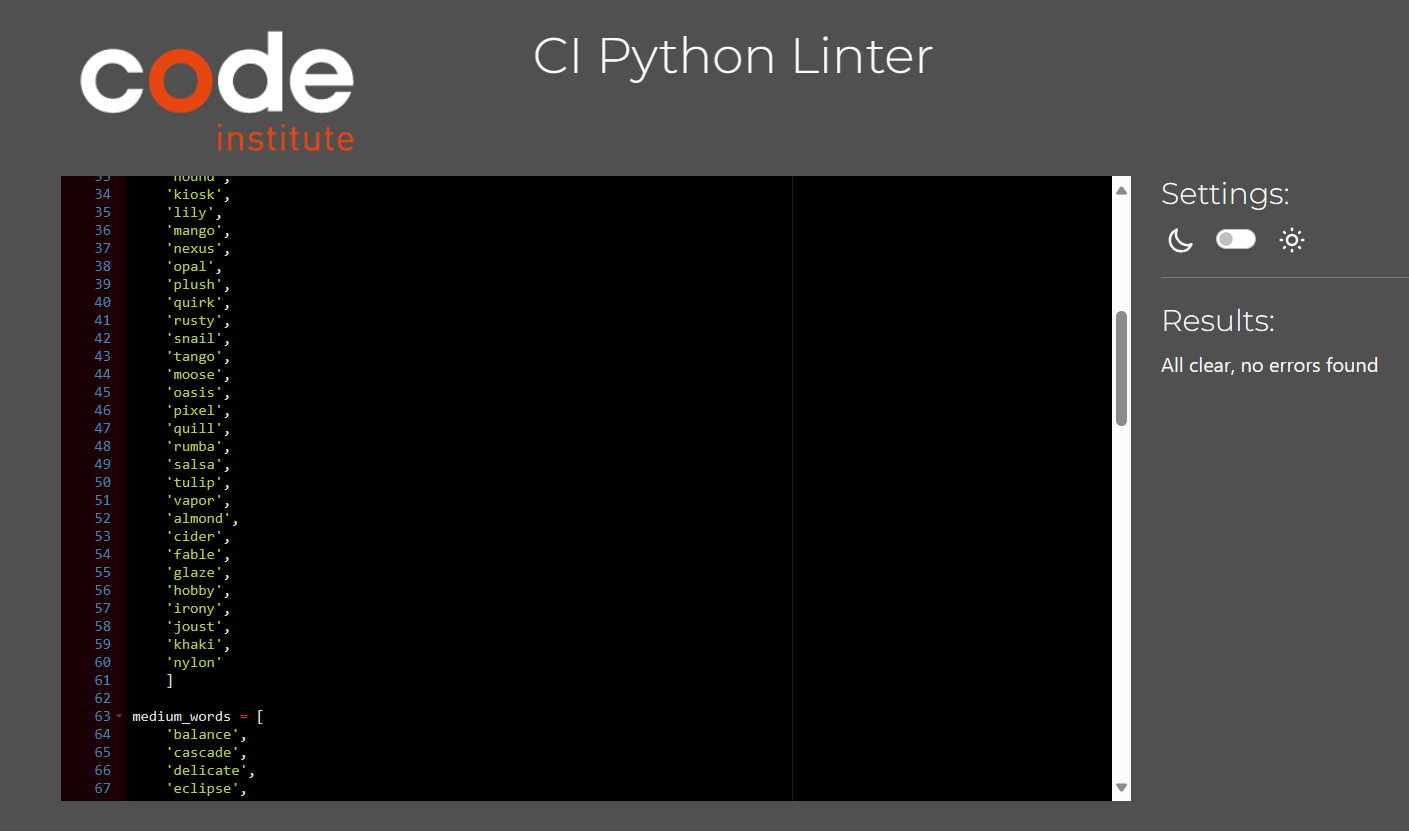 code
institute
CI Python Linter
33 'hound',
34 'kiosk',
35 'lily',
36 'mango',
37 'nexus',
38 'opal',
39 'plush',
40 'quirk',
41 'rusty',
42 'snail',
43 'tango',
44 'moose',
45 'oasis',
46 'pixel',
47 'quill',
48 'rumba',
49 'salsa',
50 'tulip',
51 'vapor',
52 'almond',
53 'cider',
54 'fable',
55 'glaze',
56 'hobby',
57 'irony',
58 'joust',
59 'khaki',
60 'nylon'
61 ]
62
63 medium_words = [
64 'balance',
65 'cascade',
66 'delicate',
67 'eclipse',
Settings:
Results:
All clear, no errors found